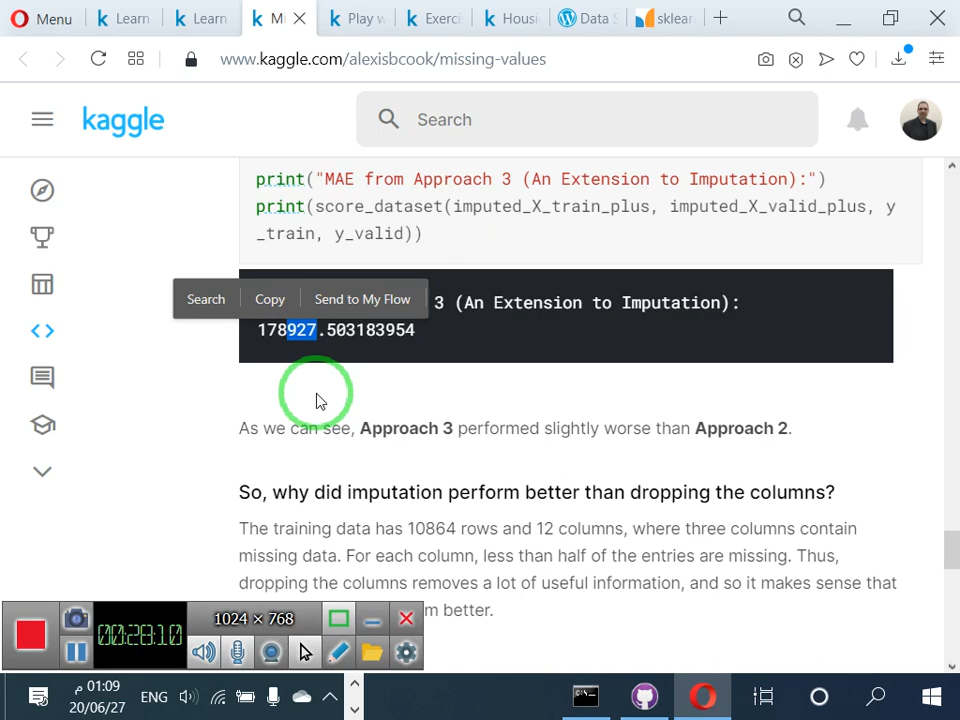 Menu
Learn
Learn
Mi
Play w
Exerci
Housi
Data S
sklear
www.kaggle.com/alexisbcook/missing-values
kaggle
Search
print("MAE from Approach 3 (An Extension to Imputation):")
print(score_dataset(imputed_X_train_plus, imputed_X_valid_plus, y
_train, y_valid))
Search
Copy
Send to My Flow
3 (An Extension to Imputation):
178927.503183954
As we can see, Approach 3 performed slightly worse than Approach 2.
So, why did imputation perform better than dropping the columns?
The training data has 10864 rows and 12 columns, where three columns contain
missing data. For each column, less than half of the entries are missing. Thus,
dropping the columns removes a lot of useful information, and so it makes sense that
m better.
00:28:10
1024 × 768
01:09 م
20/06/27
ENG